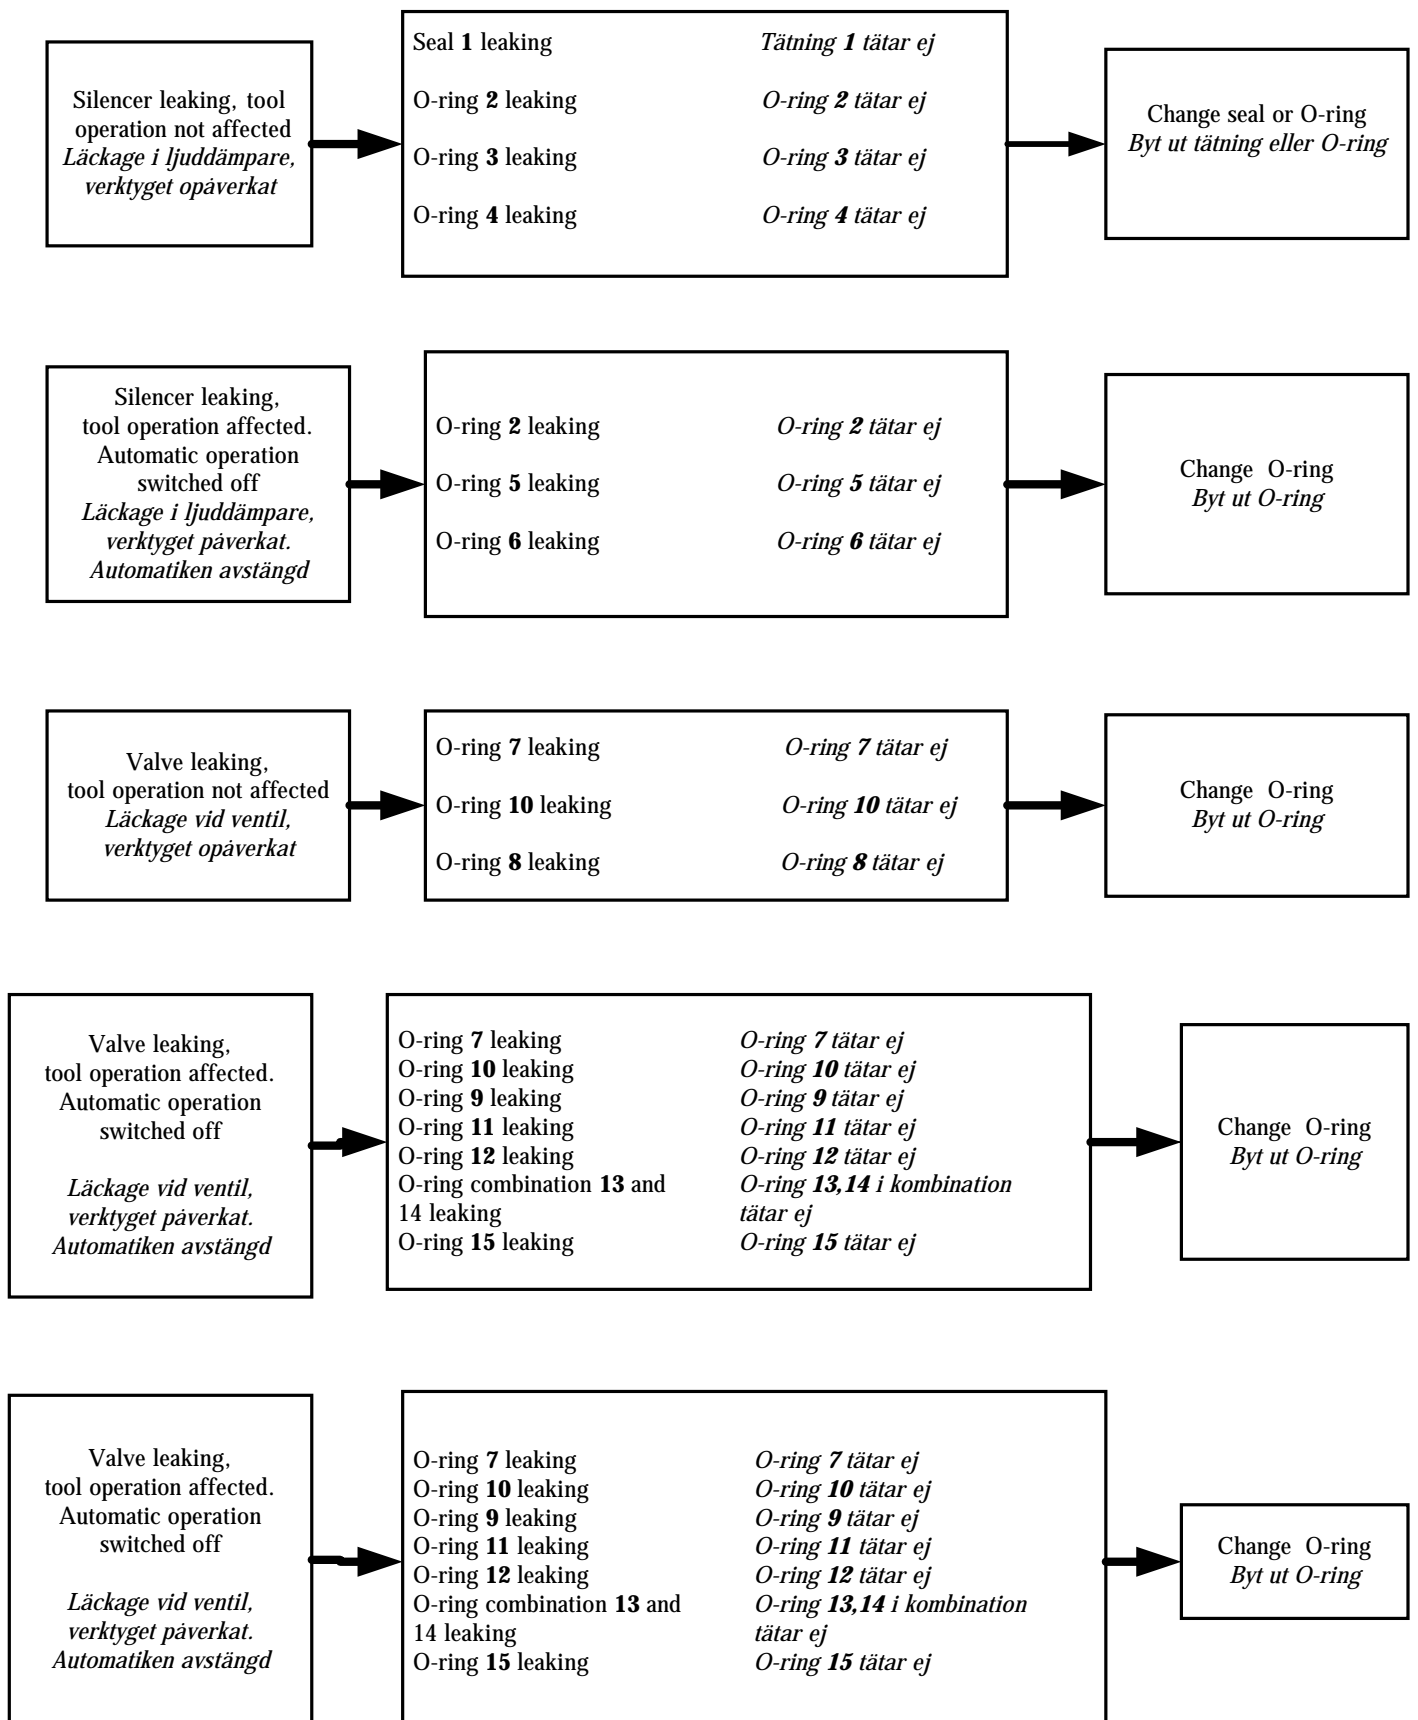 Silencer leaking, tool
operation not affected
Läckage i ljuddämpare,
verktyget opåverkat
Seal 1 leaking
Tätning 1 tätar ej
O-ring 2 leaking
O-ring 2 tätar ej
O-ring 3 leaking
O-ring 3 tätar ej
O-ring 4 leaking
O-ring 4 tätar ej
Change seal or O-ring
Byt ut tätning eller O-ring
Silencer leaking,
tool operation affected.
Automatic operation
switched off
Läckage i ljuddämpare,
verktyget påverkat.
Automatiken avstängd
O-ring 2 leaking
O-ring 2 tätar ej
O-ring 5 leaking
O-ring 5 tätar ej
O-ring 6 leaking
O-ring 6 tätar ej
Change O-ring
Byt ut O-ring
Valve leaking,
tool operation not affected
Läckage vid ventil,
verktyget opåverkat
O-ring 7 leaking
O-ring 7 tätar ej
O-ring 10 leaking
O-ring 10 tätar ej
O-ring 8 leaking
O-ring 8 tätar ej
Change O-ring
Byt ut O-ring
Valve leaking,
tool operation affected.
Automatic operation
switched off
Läckage vid ventil,
verktyget påverkat.
Automatiken avstängd
O-ring 7 leaking
O-ring 7 tätar ej
O-ring 10 leaking
O-ring 10 tätar ej
O-ring 9 leaking
O-ring 9 tätar ej
O-ring 11 leaking
O-ring 11 tätar ej
O-ring 12 leaking
O-ring 12 tätar ej
O-ring combination 13 and
14 leaking
O-ring 13,14 i kombination
tätar ej
O-ring 15 leaking
O-ring 15 tätar ej
Change O-ring
Byt ut O-ring
Valve leaking,
tool operation affected.
Automatic operation
switched off
Läckage vid ventil,
verktyget påverkat.
Automatiken avstängd
O-ring 7 leaking
O-ring 7 tätar ej
O-ring 10 leaking
O-ring 10 tätar ej
O-ring 9 leaking
O-ring 9 tätar ej
O-ring 11 leaking
O-ring 11 tätar ej
O-ring 12 leaking
O-ring 12 tätar ej
O-ring combination 13 and
14 leaking
O-ring 13,14 i kombination
tätar ej
O-ring 15 leaking
O-ring 15 tätar ej
Change O-ring
Byt ut O-ring